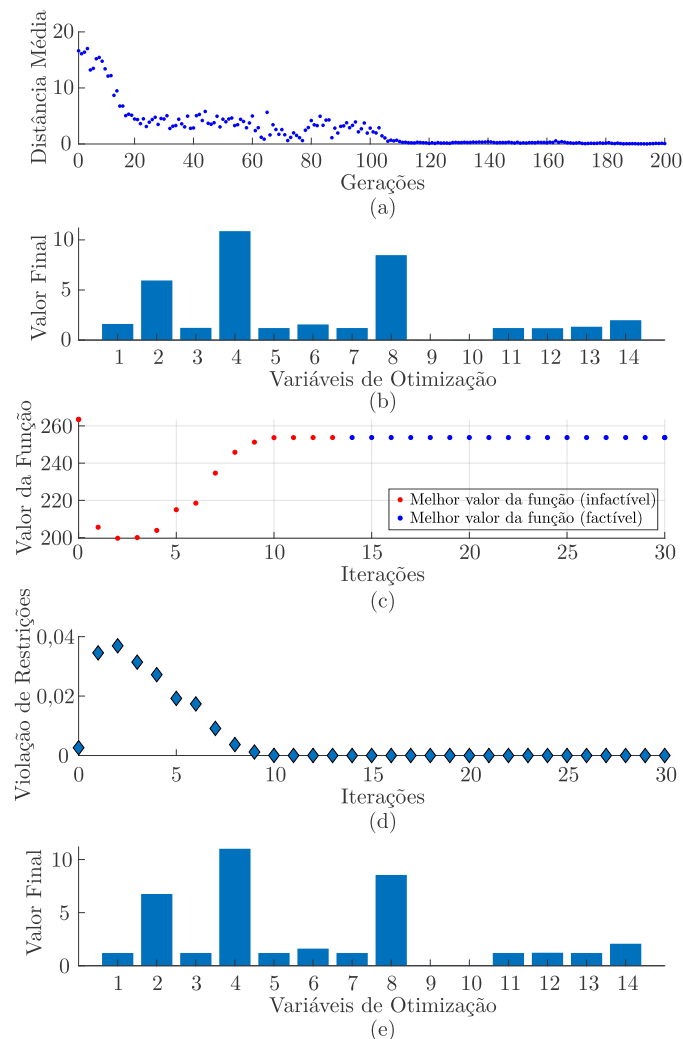 Distância Média
20
10
0
0 20 40 60 80 100 120 140 160 180 200
Gerações
(a)
Valor Final
10
5
0
1 2 3 4 5 6 7 8 9 10 11 12 13 14
Variáveis de Otimização
(b)
Valor da Função
260
240
220
200
Melhor valor da função (infactível)
Melhor valor da função (factível)
0 5 10 15 20 25 30
Iterações
(c)
Violação de Restrições
0,04
0,02
0
0 5 10 15 20 25 30
Iterações
(d)
Valor Final
10
5
0
1 2 3 4 5 6 7 8 9 10 11 12 13 14
Variáveis de Otimização
(e)